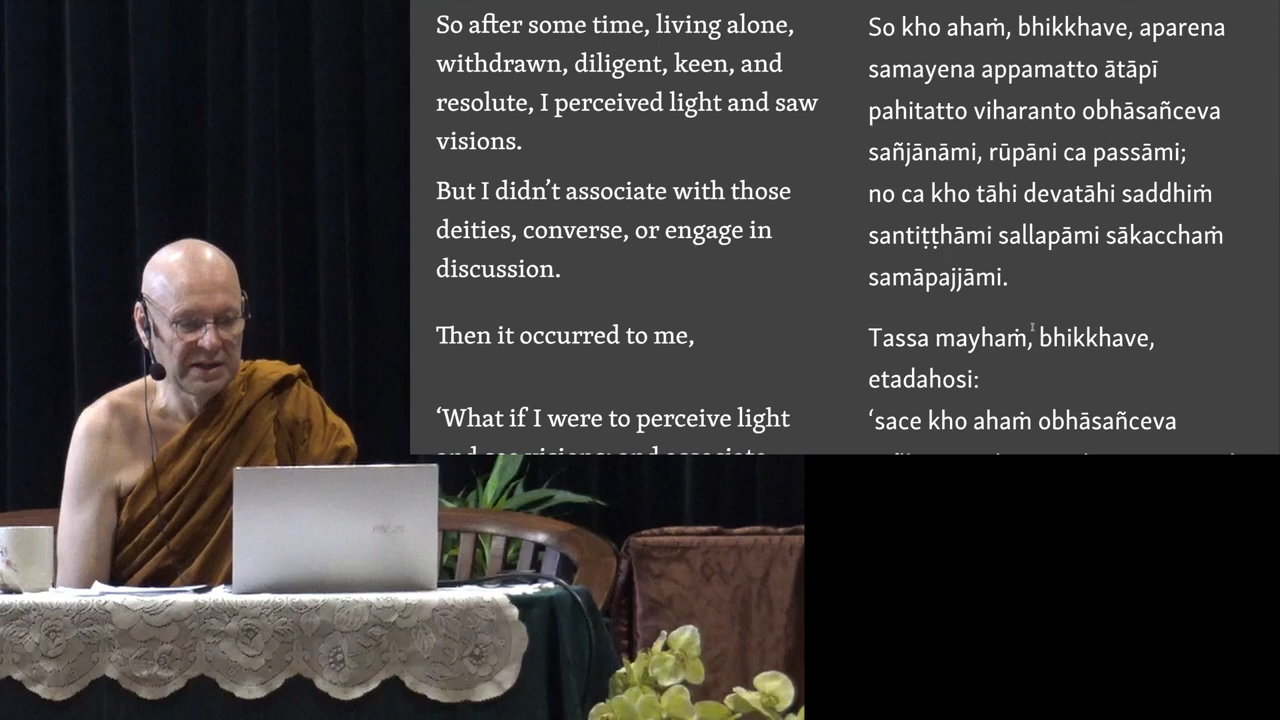 So after some time, living alone,
withdrawn, diligent, keen, and
resolute, I perceived light and saw
visions.
But I didn’t associate with those
deities, converse, or engage in
discussion.
Then it occurred to me,
‘What if I were to perceive light
So kho ahaṁ, bhikkhave, aparena
samayena appamatto ātāpī
pahitatto viharanto obhāsañceva
sañjānāmi, rūpāni ca passāmi;
no ca kho tāhi devatāhi saddhiṁ
santiṭṭhāmi sallapāmi sākacchaṁ
samāpajjāmi.
Tassa mayhaṁ, bhikkhave,
etadahosi:
‘sace kho ahaṁ obhāsañceva